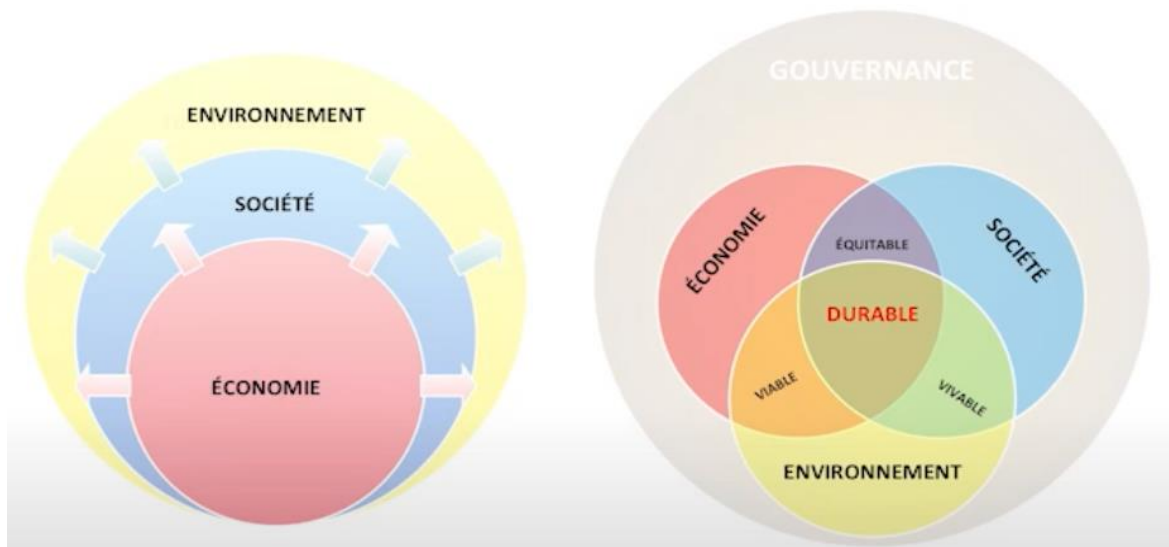 ENVIRONNEMENT
SOCIÉTÉ
ÉCONOMIE
GOUVERNANCE
ÉCONOMIE
SOCIÉTÉ
ÉQUITABLE
DURABLE
VIABLE
VIVABLE
ENVIRONNEMENT